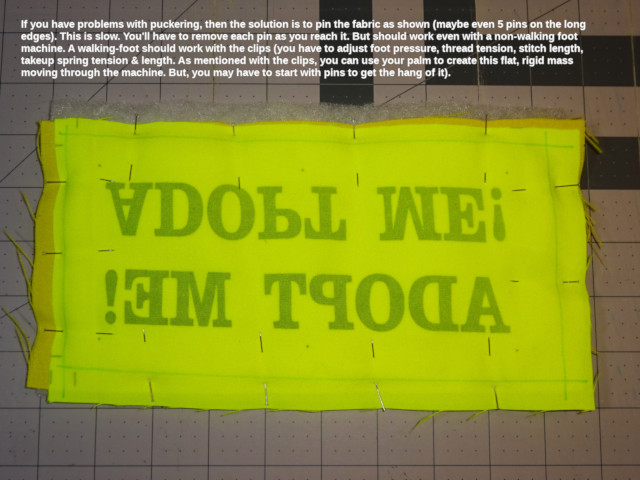 If you have problems with puckering, then the solution is to pin the fabric as shown (maybe even 5 pins on the long
edges). This is slow. You'll have to remove each pin as you reach it. But should work even with a non-walking foot
machine. A walking-foot should work with the clips (you have to adjust foot pressure, thread tension, stitch length,
takeup spring tension & length. As mentioned with the clips, you can use your palm to create this flat, rigid mass
moving through the machine. But, you may have to start with pins to get the hang of it).
ADOPT ME!
ADOPT ME!